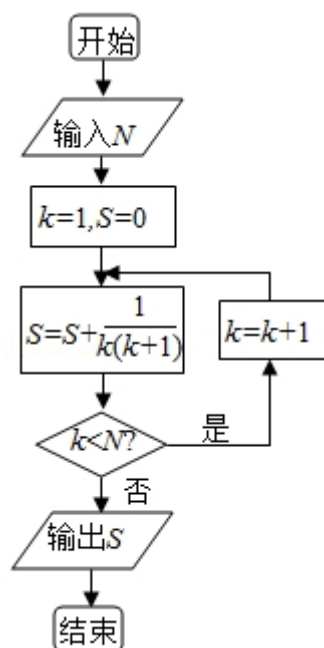 开始
输入N
k=1,S=0
S=S+1/k(k+1)
k=k+1
k<N?
是
否
输出S
结束